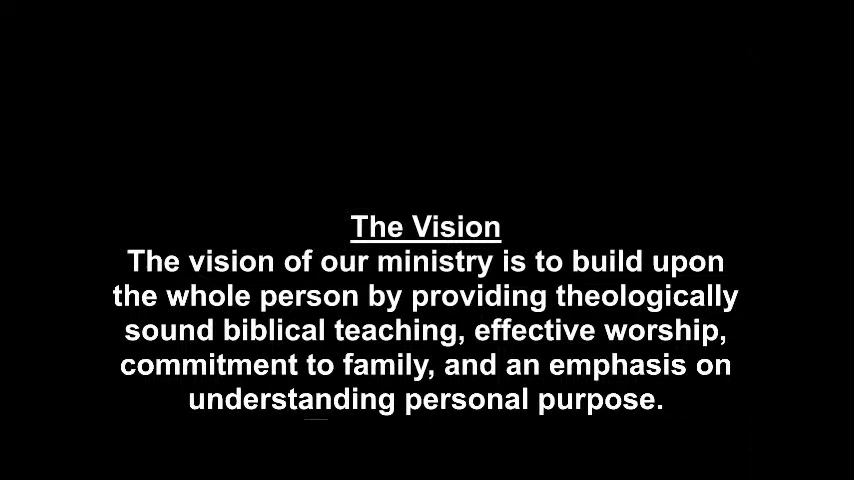 The Vision
The vision of our ministry is to build upon
the whole person by providing theologically
sound biblical teaching, effective worship,
commitment to family, and an emphasis on
understanding personal purpose.